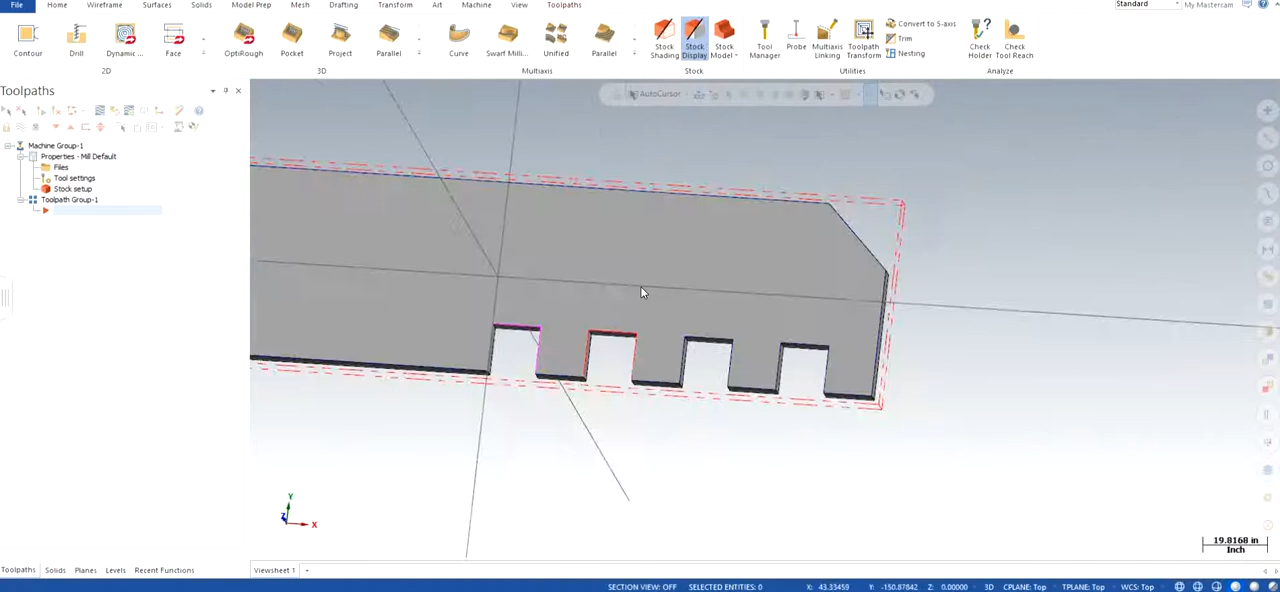 File Home Wireframe Surfaces Solids Model Prep Mesh Drafting Transform Art Machine View Toolpaths Standard My Mastercam
Contour Drill Dynamic ... Face OptiRough Pocket Project Parallel Curve Swarf Milli... Unified Parallel Stock Shading Stock Display Stock Model Tool Manager Probe Multiaxis Linking Toolpath Transform Convert to 5-axis Trim Nesting Check Holder Check Tool Reach
2D 3D Multiaxis Stock Utilities Analyze
Toolpaths
AutoCursor
Machine Group-1
Properties - Mill Default
Files
Tool settings
Stock setup
Toolpath Group-1
Y
Z X
19.8168 in
Inch
Toolpaths Solids Planes Levels Recent Functions Viewsheet 1 +
SECTION VIEW: OFF SELECTED ENTITIES: 0 X: 43.33459 Y: -150.87642 Z: 0.00000 3D CPLANE: Top TPLANE: Top WCS: Top